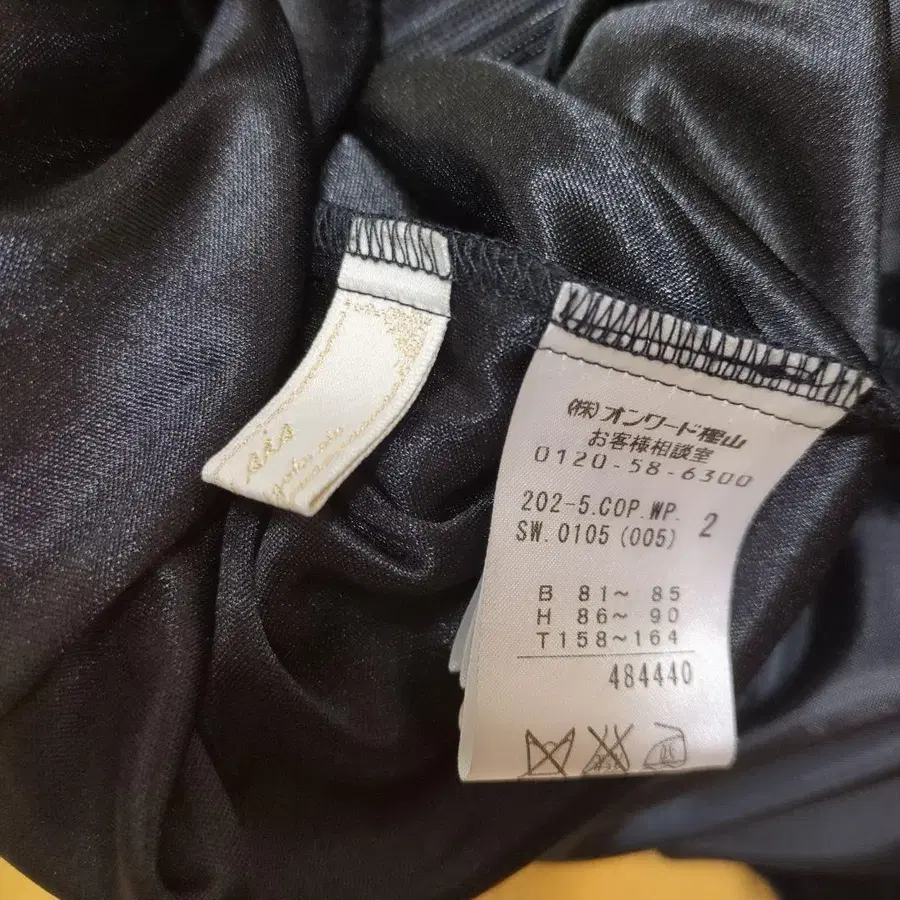 (株)オンワード樫山
お客様相談室
0120-58-6300
202-5.COP.WP.
SW.0105(005) 2
B 81~ 85
H 86~ 90
T158~164
484440